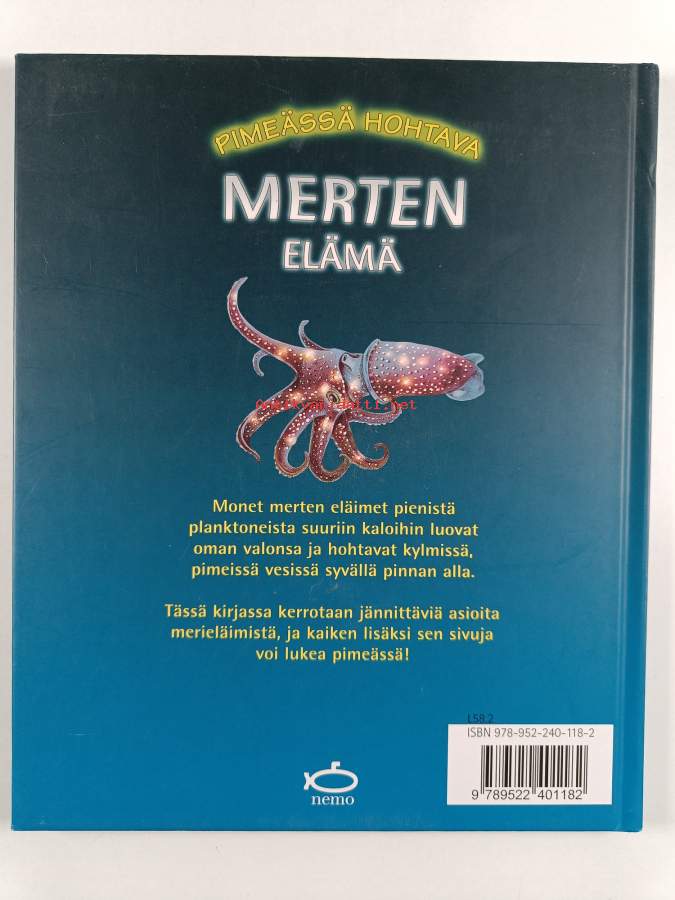 PIMEÄSSÄ HOHTAVA
MERTEN
ELÄMÄ
Monet merten eläimet pienistä
planktoneista suuriin kaloihin luovat
oman valonsa ja hohtavat kylmissä,
pimeissä vesissä syvällä pinnan alla.
Tässä kirjassa kerrotaan jännittäviä asioita
merieläimistä, ja kaiken lisäksi sen sivuja
voi lukea pimeässä!
L58.2
ISBN 978-952-240-118-2
9 789522 401182
nemo